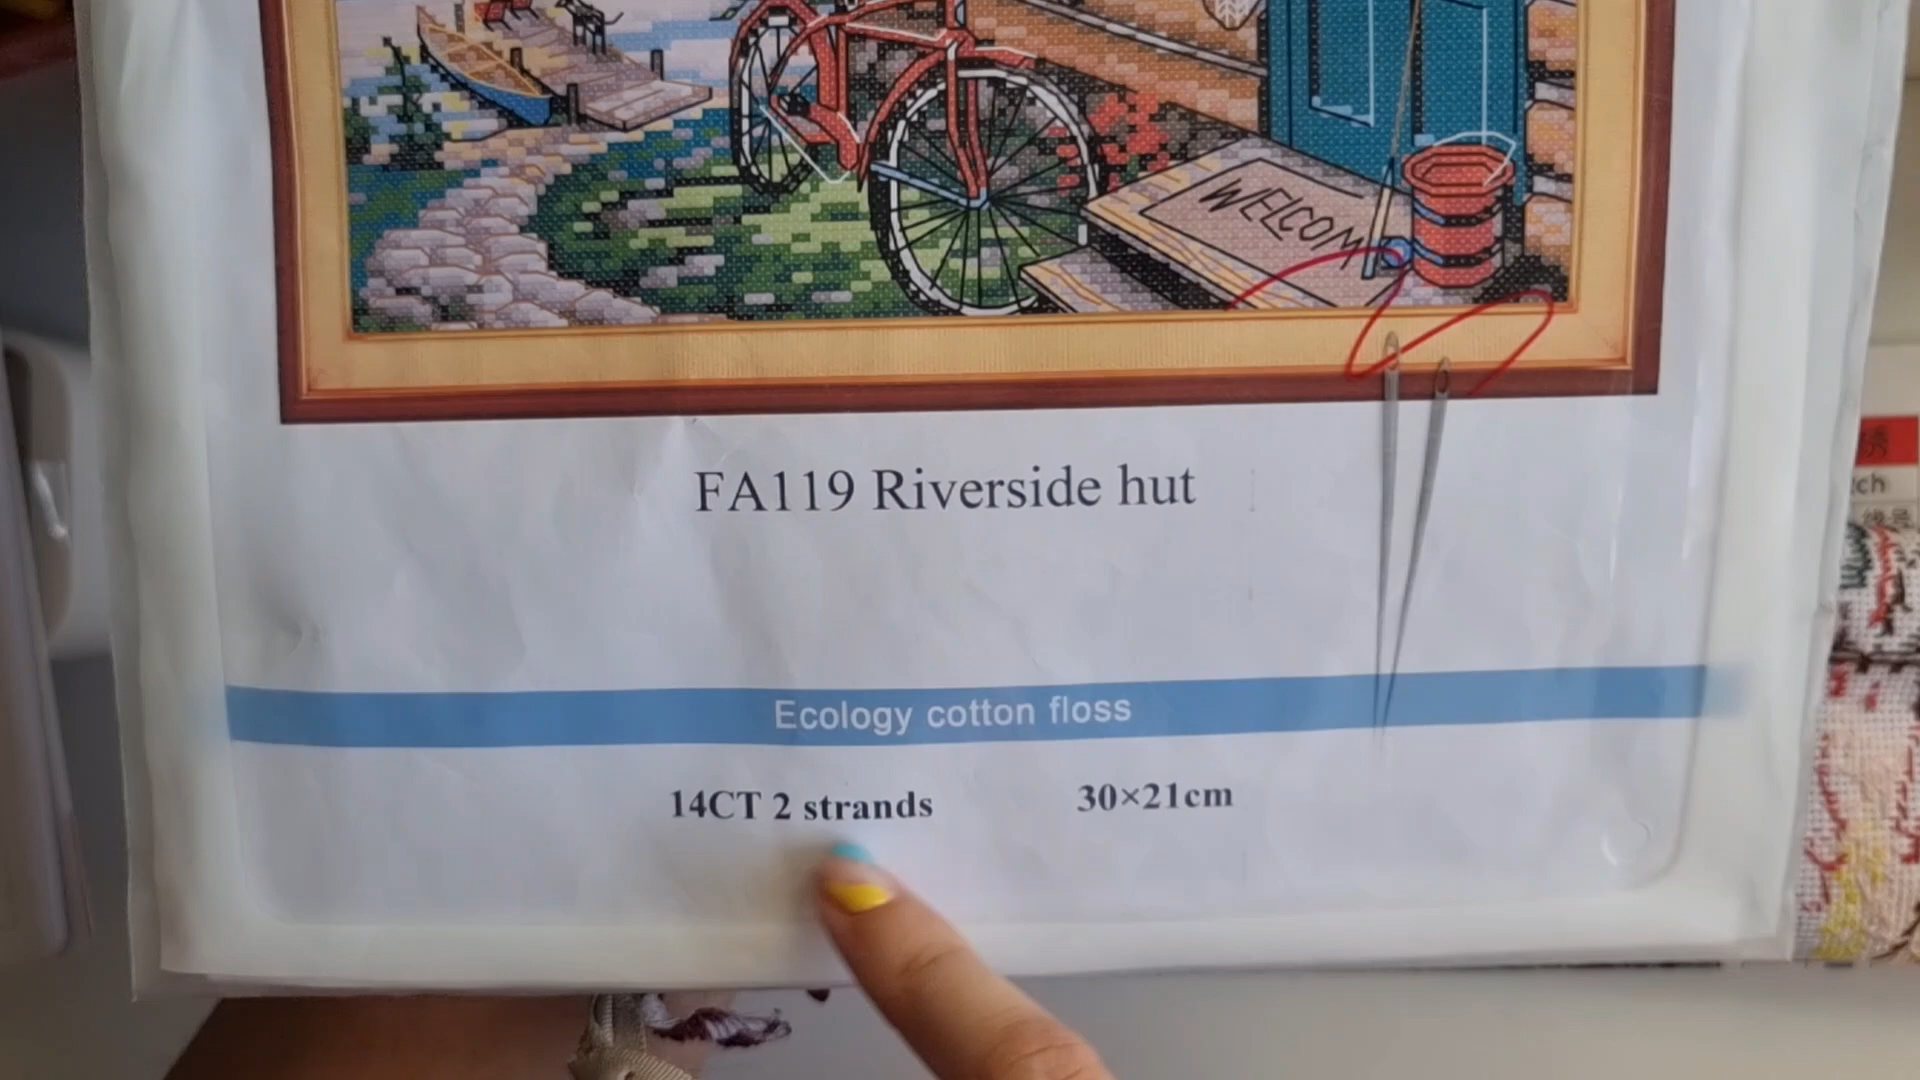 WELCOM
FA119 Riverside hut
Ecology cotton floss
14CT 2 strands 30×21cm